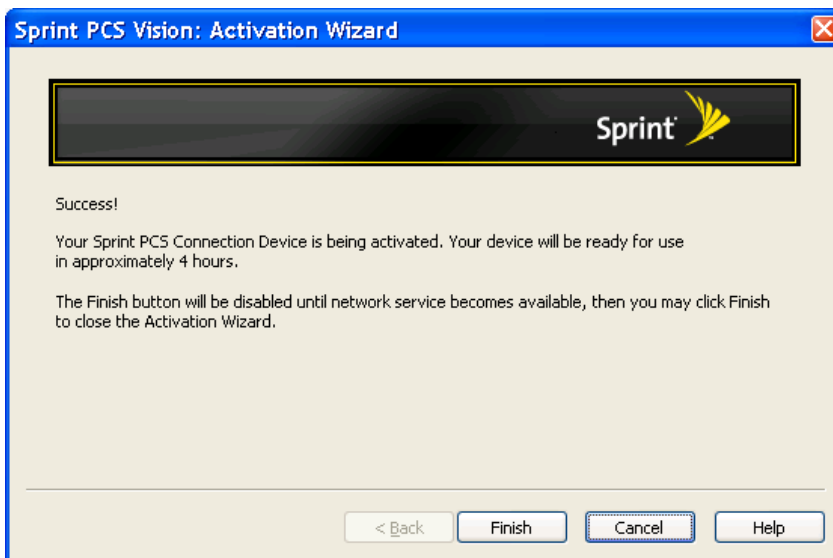 Sprint PCS Vision: Activation Wizard
Sprint
Success!
Your Sprint PCS Connection Device is being activated. Your device will be ready for use
in approximately 4 hours.
The Finish button will be disabled until network service becomes available, then you may click Finish
to close the Activation Wizard.
< Back
Finish
Cancel
Help